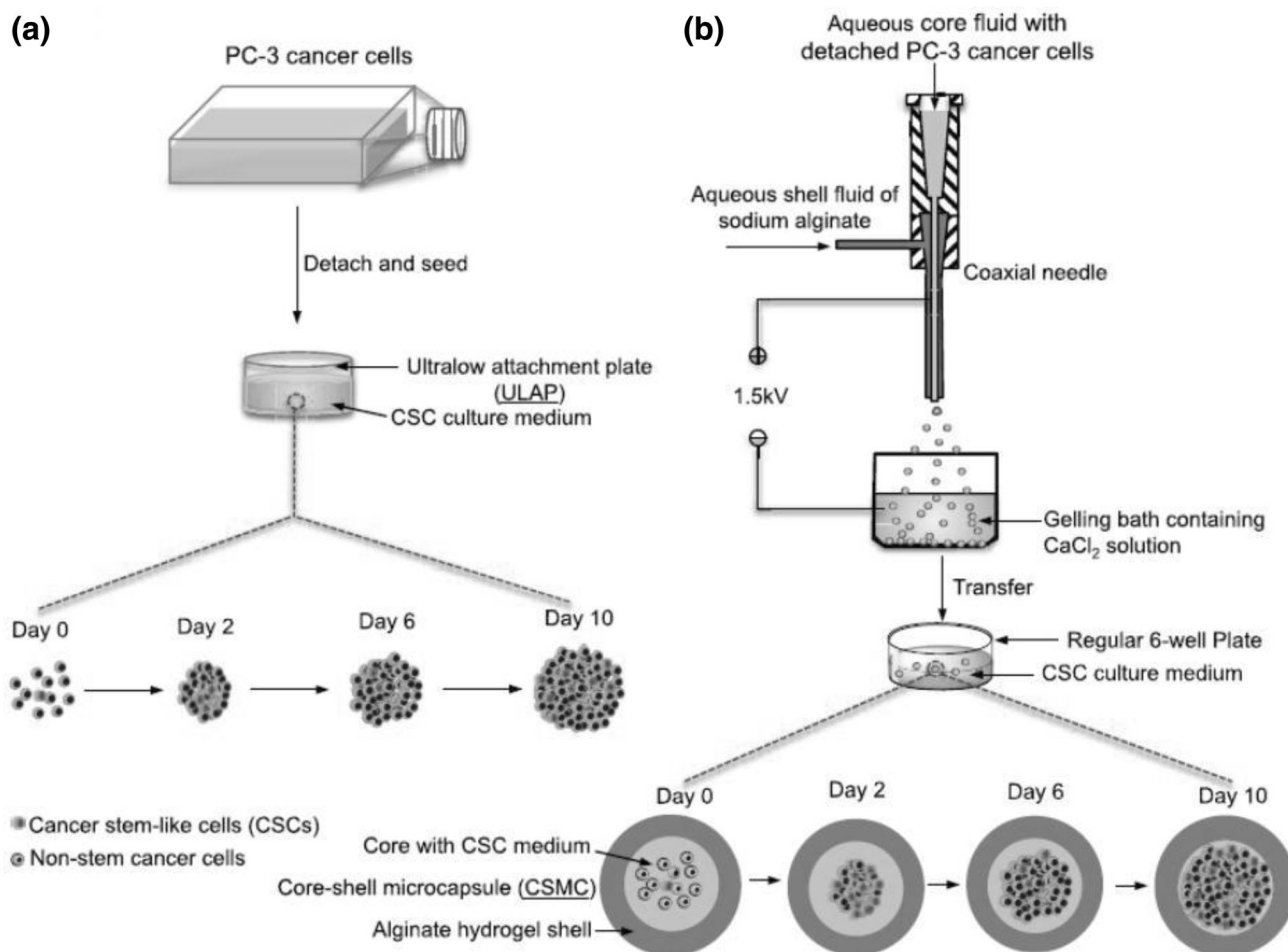 (a)
PC-3 cancer cells
Detach and seed
Ultralow attachment plate
(ULAP)
CSC culture medium
Day 0
Day 2
Day 6
Day 10
Cancer stem-like cells (CSCs)
Non-stem cancer cells
(b)
Aqueous core fluid with
detached PC-3 cancer cells
Aqueous shell fluid of
sodium alginate
Coaxial needle
1.5kV
Gelling bath containing
CaCl₂ solution
Transfer
Regular 6-well Plate
CSC culture medium
Day 0
Day 2
Day 6
Day 10
Core with CSC medium
Core-shell microcapsule (CSMC)
Alginate hydrogel shell